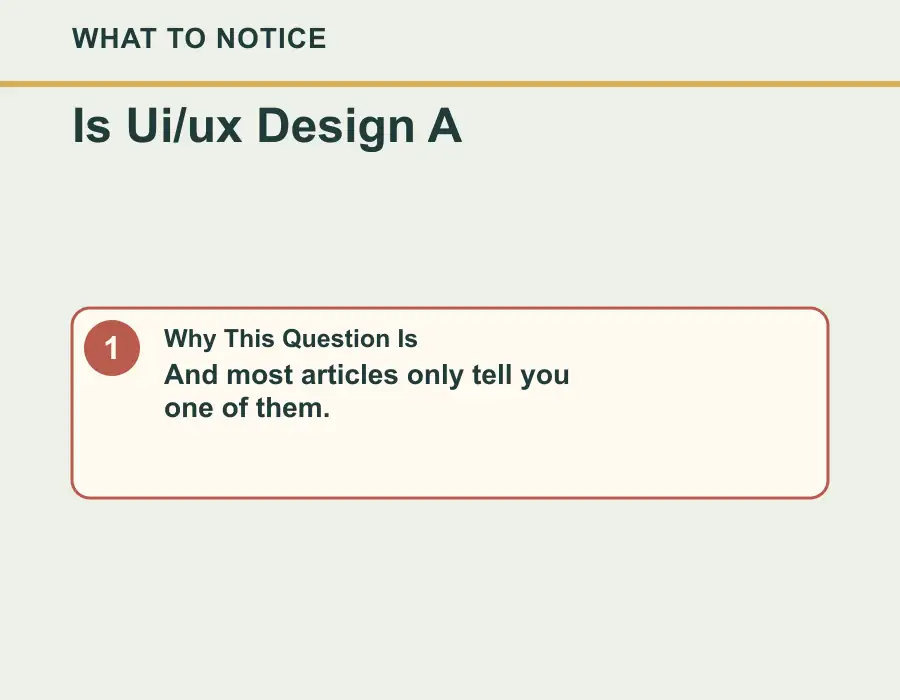 WHAT TO NOTICE
Is Ui/ux Design A
1
Why This Question Is
And most articles only tell you
one of them.